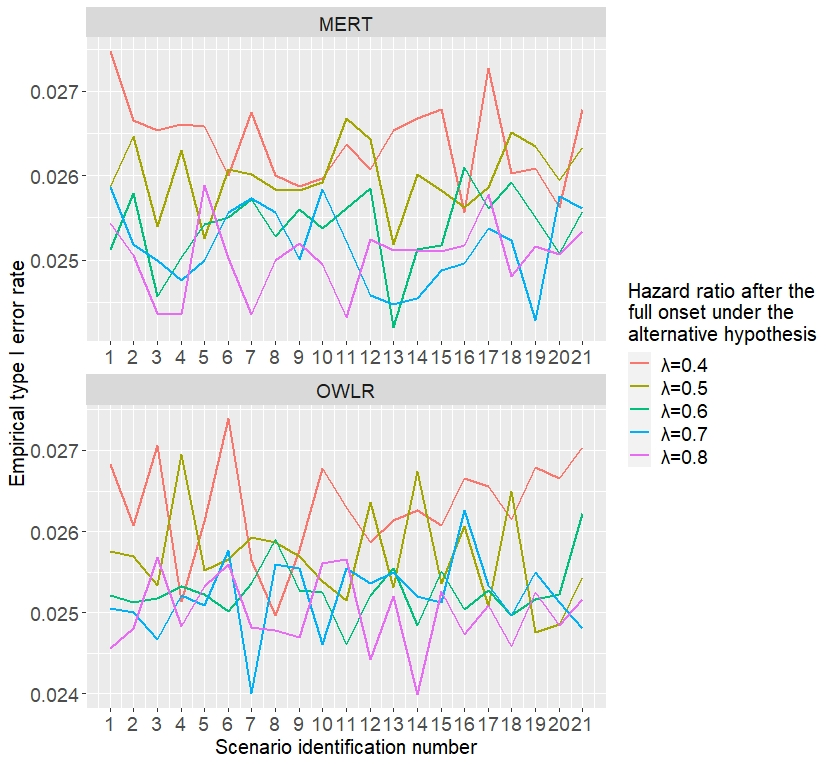 MERT
0.027
0.026
0.025
1 2 3 4 5 6 7 8 9 10 11 12 13 14 15 16 17 18 19 20 21
OWLR
0.027
0.026
0.025
0.024
1 2 3 4 5 6 7 8 9 10 11 12 13 14 15 16 17 18 19 20 21
Scenario identification number
Empirical type I error rate
Hazard ratio after the
full onset under the
alternative hypothesis
λ=0.4
λ=0.5
λ=0.6
λ=0.7
λ=0.8